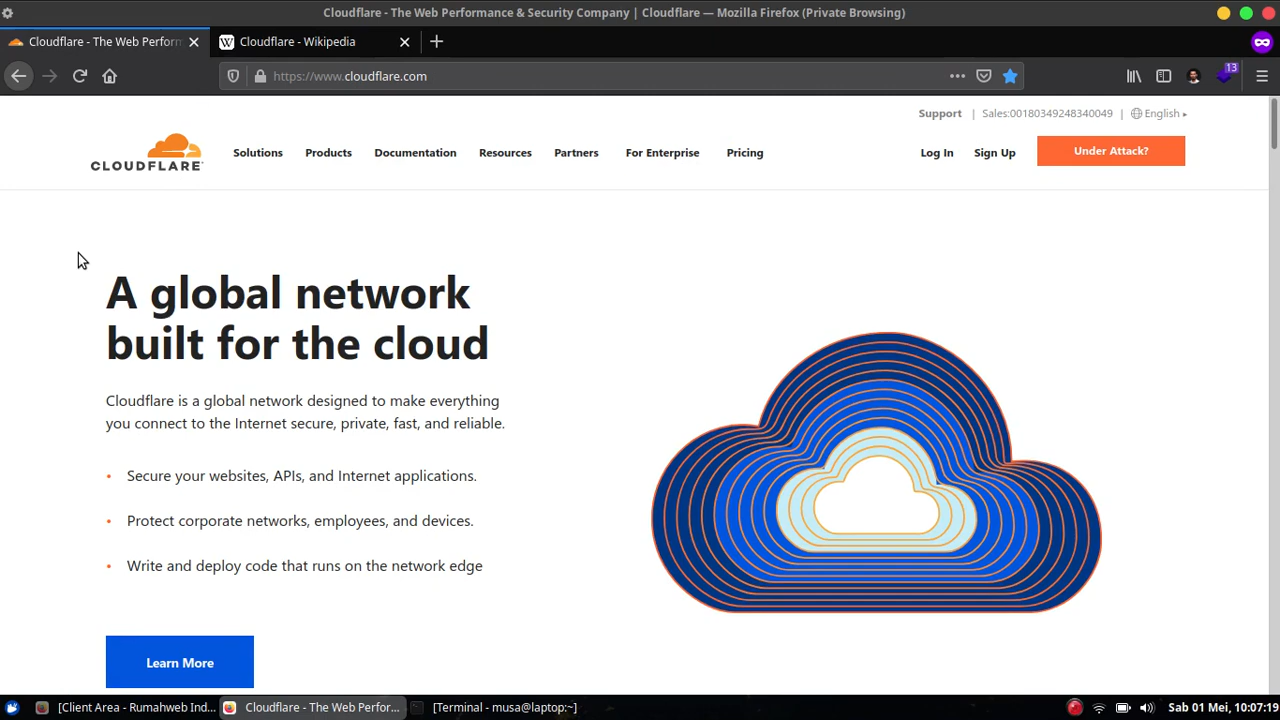 Cloudflare - The Web Performance & Security Company | Cloudflare — Mozilla Firefox (Private Browsing)
Cloudflare - The Web Perform
Cloudflare - Wikipedia
https://www.cloudflare.com
13
Support | Sales:00180349248340049 | English ▸
CLOUDFLARE
Solutions Products Documentation Resources Partners For Enterprise Pricing Log In Sign Up Under Attack?
A global network
built for the cloud
Cloudflare is a global network designed to make everything
you connect to the Internet secure, private, fast, and reliable.
• Secure your websites, APIs, and Internet applications.
• Protect corporate networks, employees, and devices.
• Write and deploy code that runs on the network edge
Learn More
[Client Area - Rumahweb Ind... Cloudflare - The Web Perfor... [Terminal - musa@laptop:~] Sab 01 Mei, 10:07:19